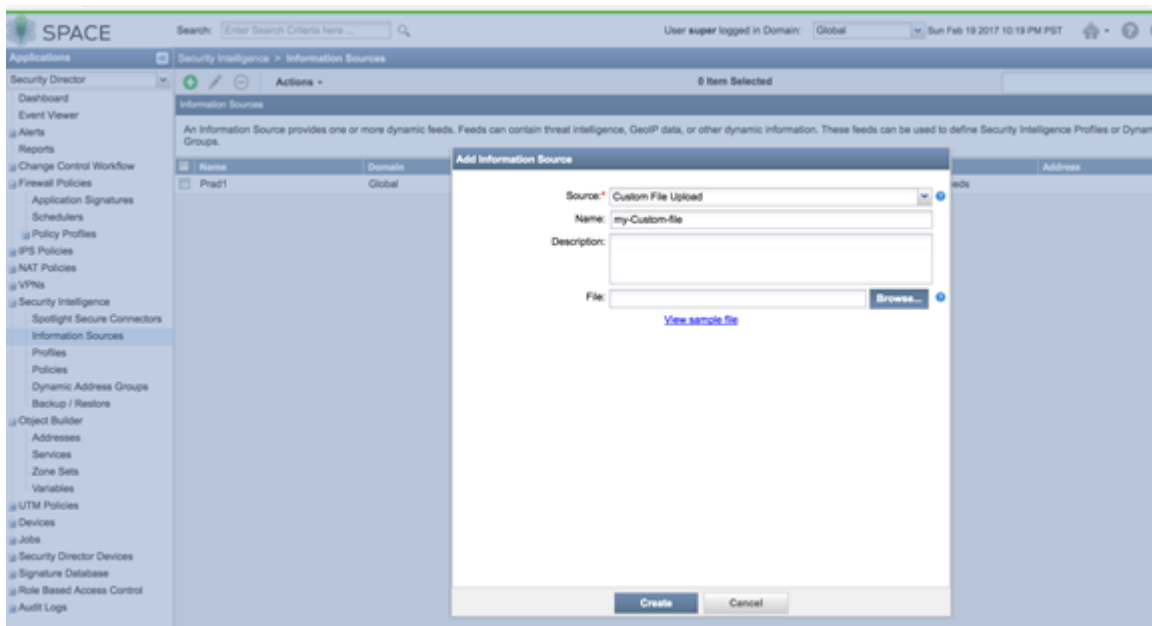 SPACE
Search: Enter Search Criteria here ...
User super logged in Domain: Global
Sun Feb 19 2017 10:19 PM PST
Applications
Security Intelligence > Information Sources
Security Director
Actions
0 Item Selected
Dashboard
Event Viewer
Alerts
Reports
Change Control Workflow
Firewall Policies
Application Signatures
Schedulers
Policy Profiles
IPS Policies
NAT Policies
VPNs
Security Intelligence
Spotlight Secure Connectors
Information Sources
Profiles
Policies
Dynamic Address Groups
Backup / Restore
Object Builder
Addresses
Services
Zone Sets
Variables
UTM Policies
Devices
Jobs
Security Director Devices
Signature Database
Role Based Access Control
Audit Logs
Information Sources
An Information Source provides one or more dynamic feeds. Feeds can contain threat intelligence, GeoIP data, or other dynamic information. These feeds can be used to define Security Intelligence Profiles or Dynam
Groups.
Name Domain Address
Prad1 Global eds
Add Information Source
Source:* Custom File Upload
Name: my-Custom-file
Description:
File: Browse...
View sample file
Create Cancel